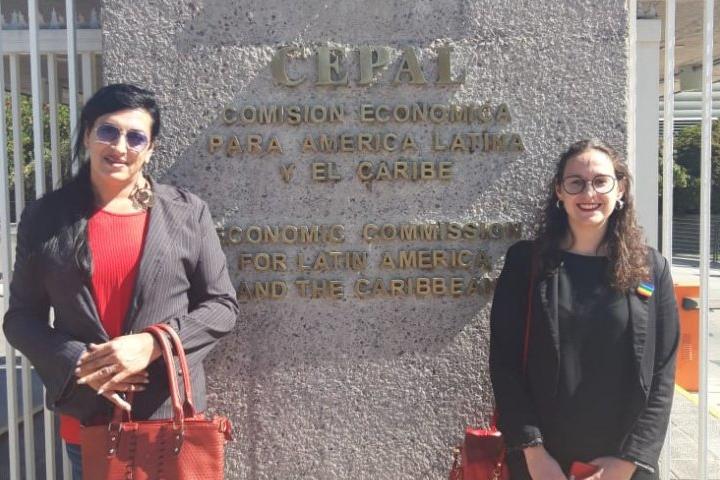 CEPAL
COMISION ECONOMICA
PARA AMERICA LATINA
Y EL CARIBE
ECONOMIC COMMISSION
FOR LATIN AMERICA
AND THE CARIBBEAN